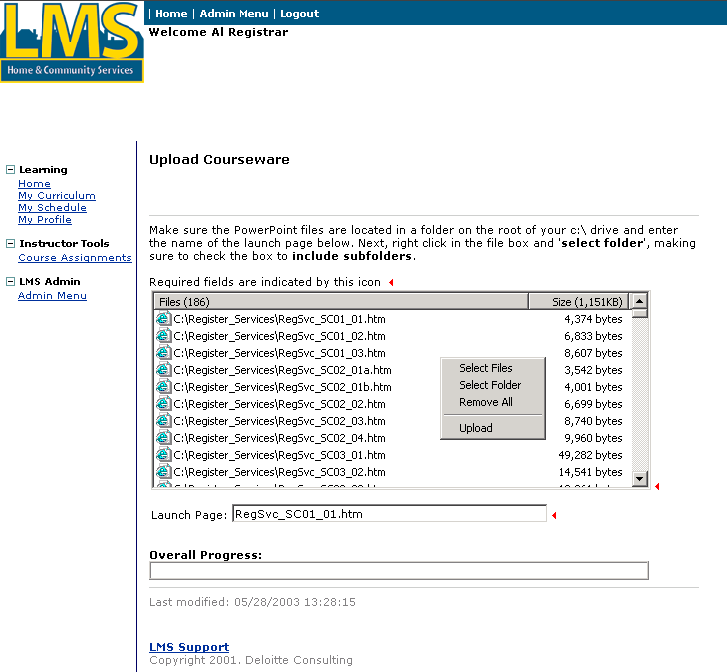 LMS
Home & Community Services
| Home | Admin Menu | Logout
Welcome Al Registrar
Learning
Home
My Curriculum
My Schedule
My Profile
Instructor Tools
Course Assignments
LMS Admin
Admin Menu
Upload Courseware
Make sure the PowerPoint files are located in a folder on the root of your c:\ drive and enter
the name of the launch page below. Next, right click in the file box and 'select folder', making
sure to check the box to include subfolders.
Required fields are indicated by this icon
Files (186) Size (1,151KB)
C:\Register_Services\RegSvc_SC01_01.htm 4,374 bytes
C:\Register_Services\RegSvc_SC01_02.htm 6,833 bytes
C:\Register_Services\RegSvc_SC01_03.htm 8,607 bytes
C:\Register_Services\RegSvc_SC02_01a.htm 3,542 bytes
C:\Register_Services\RegSvc_SC02_01b.htm 4,001 bytes
C:\Register_Services\RegSvc_SC02_02.htm 6,699 bytes
C:\Register_Services\RegSvc_SC02_03.htm 8,740 bytes
C:\Register_Services\RegSvc_SC02_04.htm 9,960 bytes
C:\Register_Services\RegSvc_SC03_01.htm 49,282 bytes
C:\Register_Services\RegSvc_SC03_02.htm 14,541 bytes
Select Files
Select Folder
Remove All
Upload
Launch Page: RegSvc_SC01_01.htm
Overall Progress:
Last modified: 05/28/2003 13:28:15
LMS Support
Copyright 2001. Deloitte Consulting